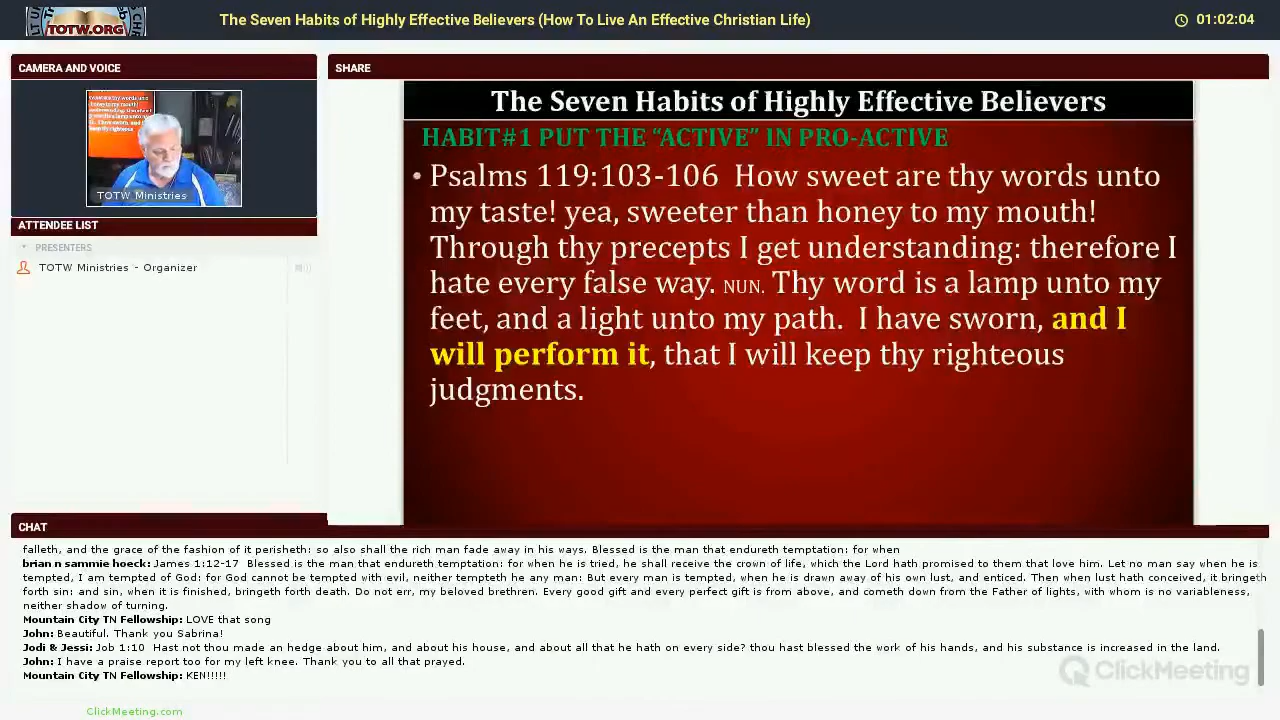 TOTW.ORG
The Seven Habits of Highly Effective Believers (How To Live An Effective Christian Life)
01:02:04
CAMERA AND VOICE
TOTW Ministries
ATTENDEE LIST
PRESENTERS
TOTW Ministries - Organizer
SHARE
The Seven Habits of Highly Effective Believers
HABIT#1 PUT THE “ACTIVE” IN PRO-ACTIVE
• Psalms 119:103-106 How sweet are thy words unto
my taste! yea, sweeter than honey to my mouth!
Through thy precepts I get understanding: therefore I
hate every false way. NUN. Thy word is a lamp unto my
feet, and a light unto my path. I have sworn, and I
will perform it, that I will keep thy righteous
judgments.
CHAT
falleth, and the grace of the fashion of it perisheth: so also shall the rich man fade away in his ways. Blessed is the man that endureth temptation: for when
brian n sammie hoeck: James 1:12-17 Blessed is the man that endureth temptation: for when he is tried, he shall receive the crown of life, which the Lord hath promised to them that love him. Let no man say when he is
tempted, I am tempted of God: for God cannot be tempted with evil, neither tempteth he any man: But every man is tempted, when he is drawn away of his own lust, and enticed. Then when lust hath conceived, it bringeth
forth sin: and sin, when it is finished, bringeth forth death. Do not err, my beloved brethren. Every good gift and every perfect gift is from above, and cometh down from the Father of lights, with whom is no variableness,
neither shadow of turning.
Mountain City TN Fellowship: LOVE that song
John: Beautiful. Thank you Sabrina!
Jodi & Jessi: Job 1:10 Hast not thou made an hedge about him, and about his house, and about all that he hath on every side? thou hast blessed the work of his hands, and his substance is increased in the land.
John: I have a praise report too for my left knee. Thank you to all that prayed.
Mountain City TN Fellowship: KEN!!!!!
ClickMeeting
ClickMeeting.com